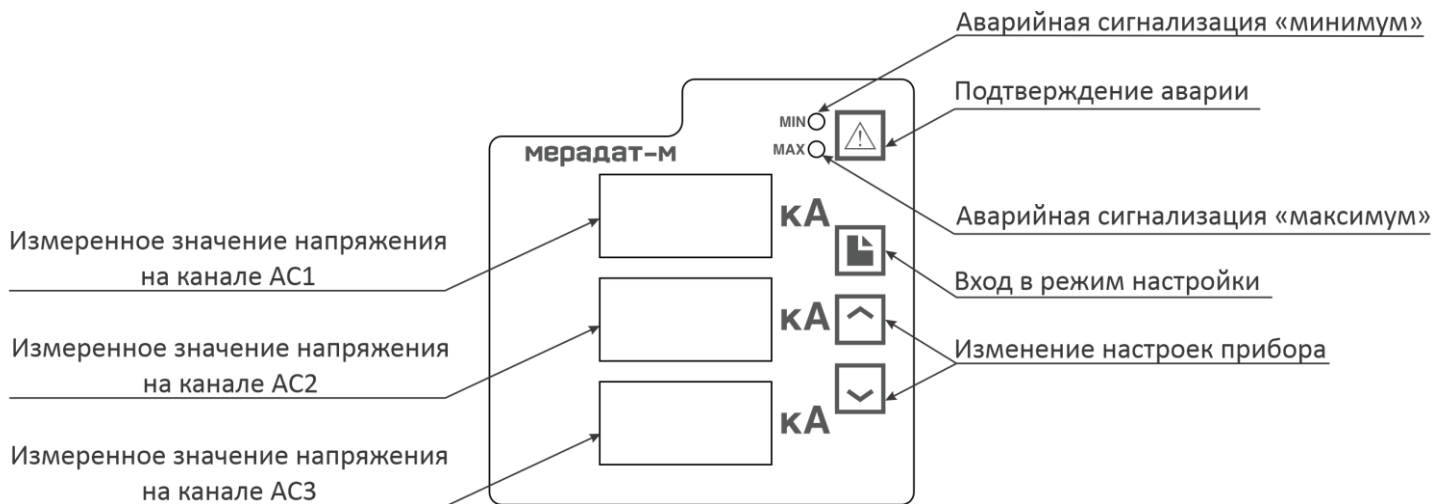 Аварийная сигнализация «минимум»
Подтверждение аварии
MIN
MAX
мерадат-м
Аварийная сигнализация «максимум»
кА
Измеренное значение напряжения
на канале АС1
Вход в режим настройки
кА
Измеренное значение напряжения
на канале АС2
Изменение настроек прибора
кА
Измеренное значение напряжения
на канале АС3